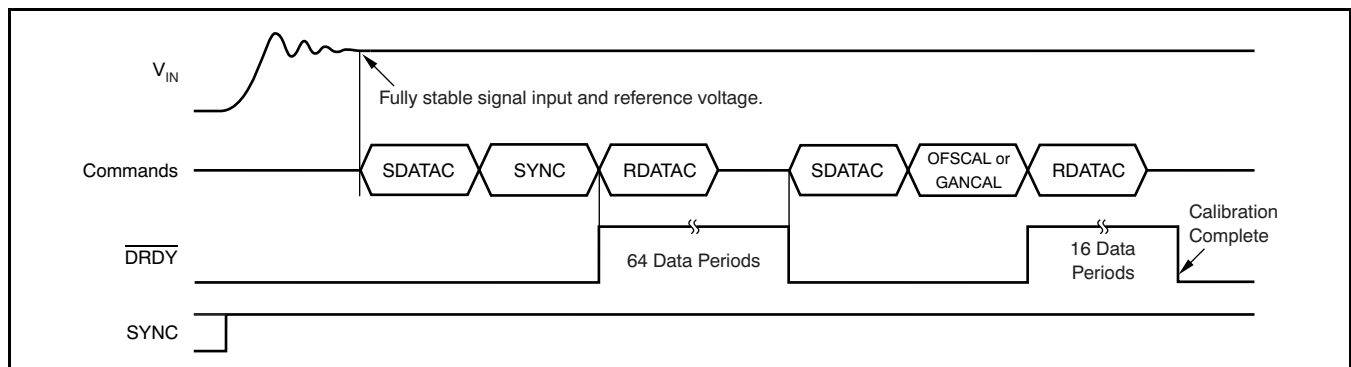 V_IN
Fully stable signal input and reference voltage.
Commands
SDATAC
SYNC
RDATAC
SDATAC
OFSCAL or
GANCAL
RDATAC
DRDY
64 Data Periods
16 Data
Periods
Calibration
Complete
SYNC